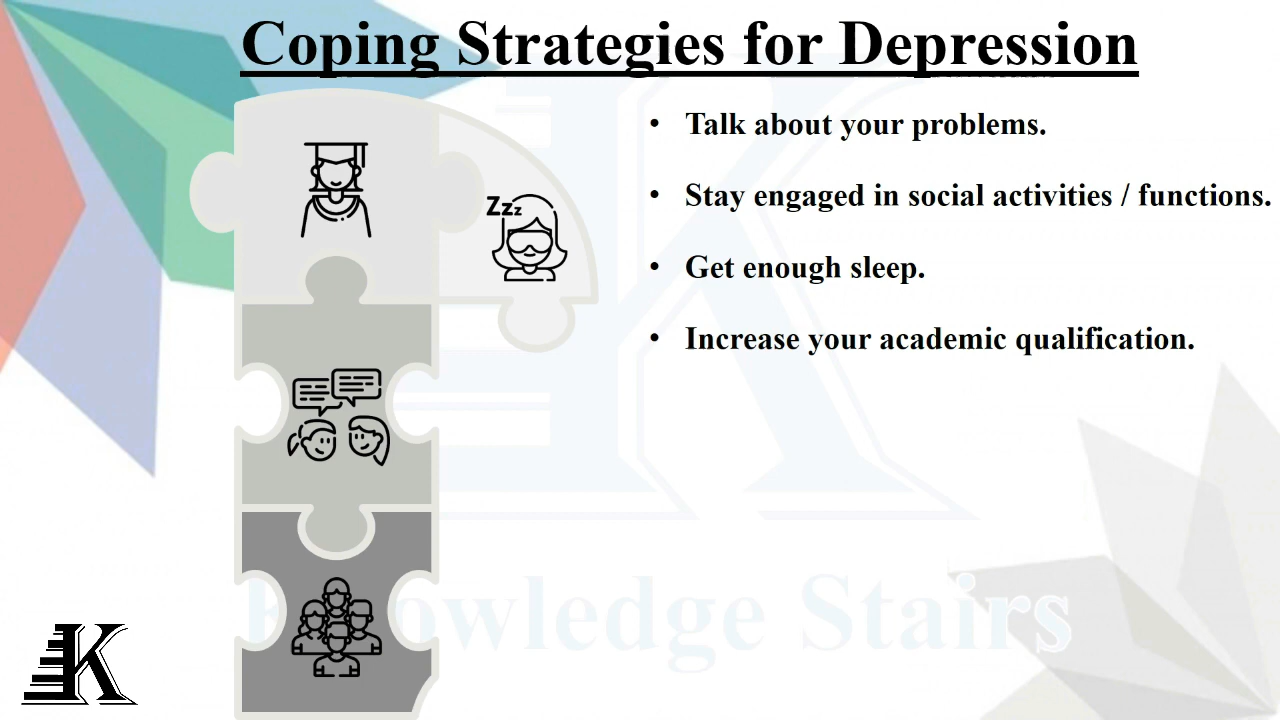 Coping Strategies for Depression
• Talk about your problems.
• Stay engaged in social activities / functions.
• Get enough sleep.
• Increase your academic qualification.
Zzz
Knowledge Stairs
K